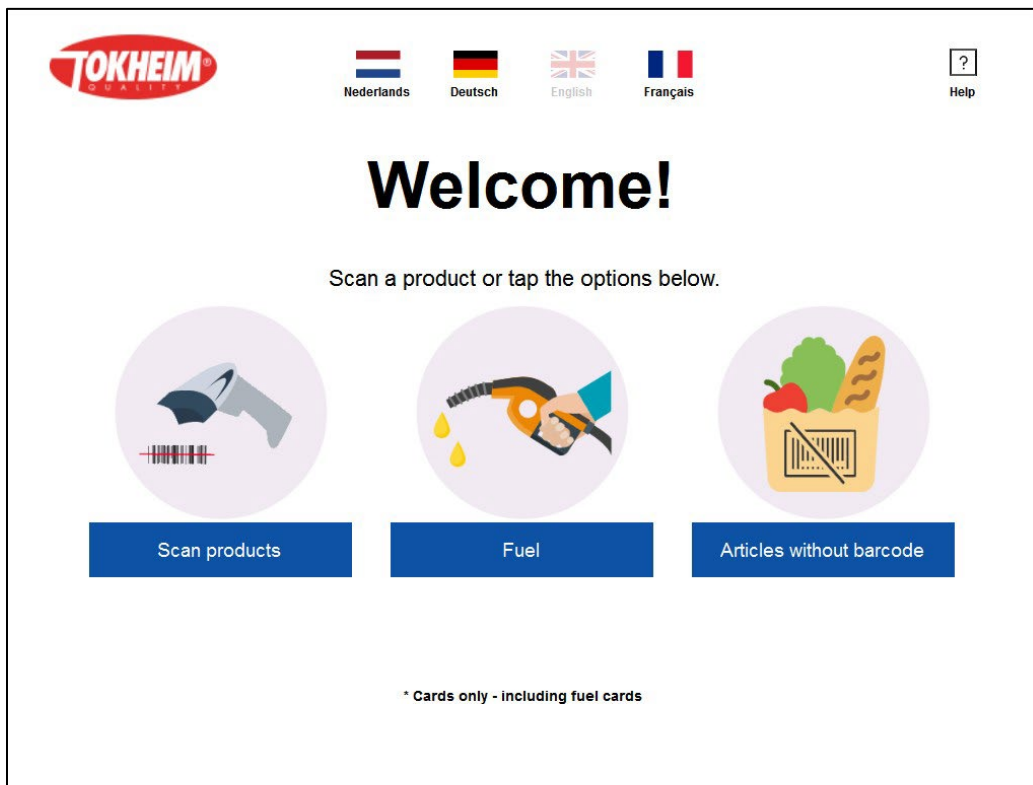 TOKHEIM®
QUALITY
Nederlands
Deutsch
English
Français
?
Help
Welcome!
Scan a product or tap the options below.
Scan products
Fuel
Articles without barcode
* Cards only - including fuel cards